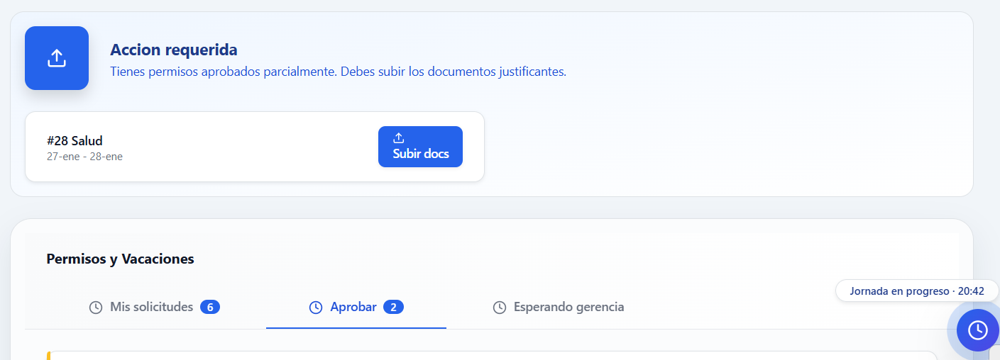 Accion requerida
Tienes permisos aprobados parcialmente. Debes subir los documentos justificantes.
#28 Salud
27-ene - 28-ene
Subir docs
Permisos y Vacaciones
Mis solicitudes 6
Aprobar 2
Esperando gerencia
Jornada en progreso · 20:42